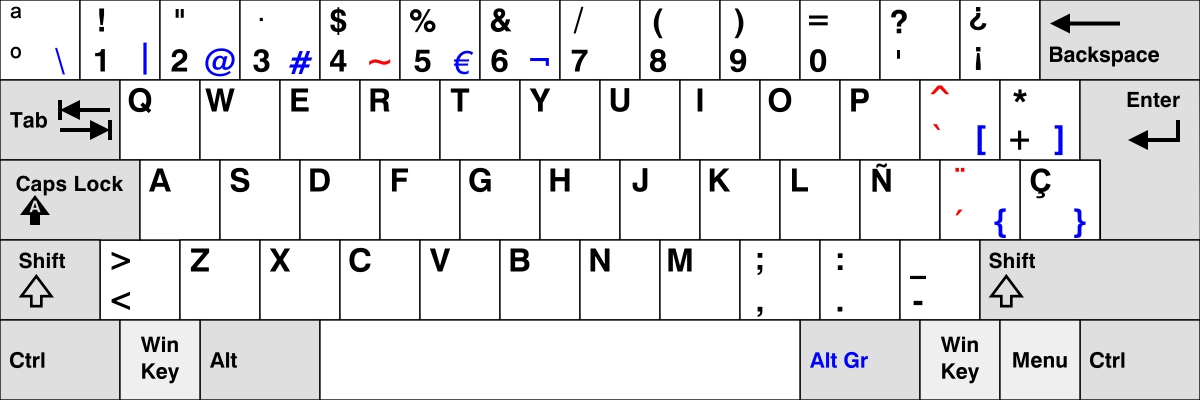 a ! " · $ % & / ( ) = ? ¿
o \ 1 | 2 @ 3 # 4 ~ 5 € 6 ¬ 7 8 9 0 ' ¡ Backspace
Tab Q W E R T Y U I O P ^ * Enter
` [ + ]
Caps Lock A S D F G H J K L Ñ ¨ Ç
A ´ { }
Shift > Z X C V B N M ; : _ Shift
< , . -
Ctrl Win Key Alt Alt Gr Win Key Menu Ctrl